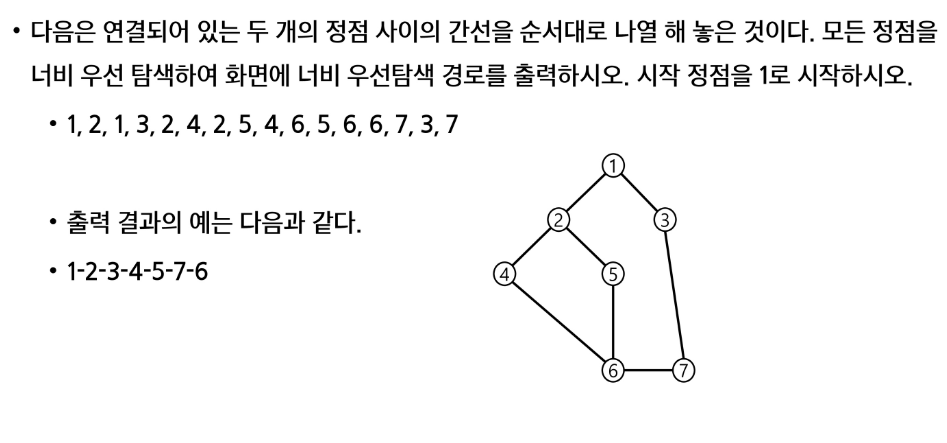 • 다음은 연결되어 있는 두 개의 정점 사이의 간선을 순서대로 나열 해 놓은 것이다. 모든 정점을
너비 우선 탐색하여 화면에 너비 우선탐색 경로를 출력하시오. 시작 정점을 1로 시작하시오.
• 1, 2, 1, 3, 2, 4, 2, 5, 4, 6, 5, 6, 6, 7, 3, 7
• 출력 결과의 예는 다음과 같다.
• 1-2-3-4-5-7-6
1
2 3
4 5
6 7